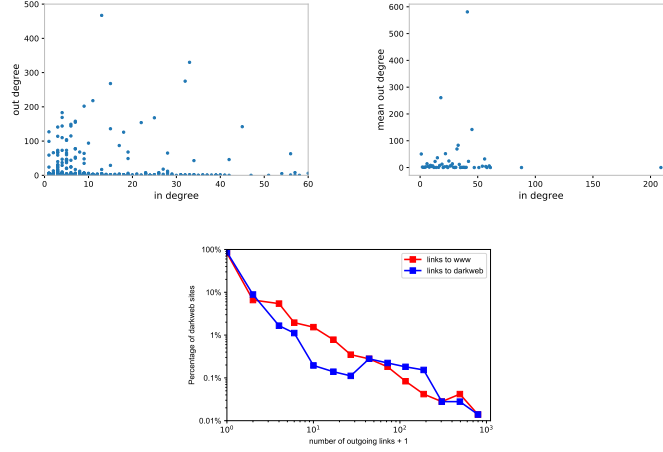 500
400
300
200
100
0
out degree
0 10 20 30 40 50 60
in degree
600
500
400
300
200
100
0
mean out degree
0 50 100 150 200
in degree
100%
10%
1%
0.1%
0.01%
Percentage of darkweb sites
links to www
links to darkweb
10⁰ 10¹ 10² 10³
number of outgoing links + 1